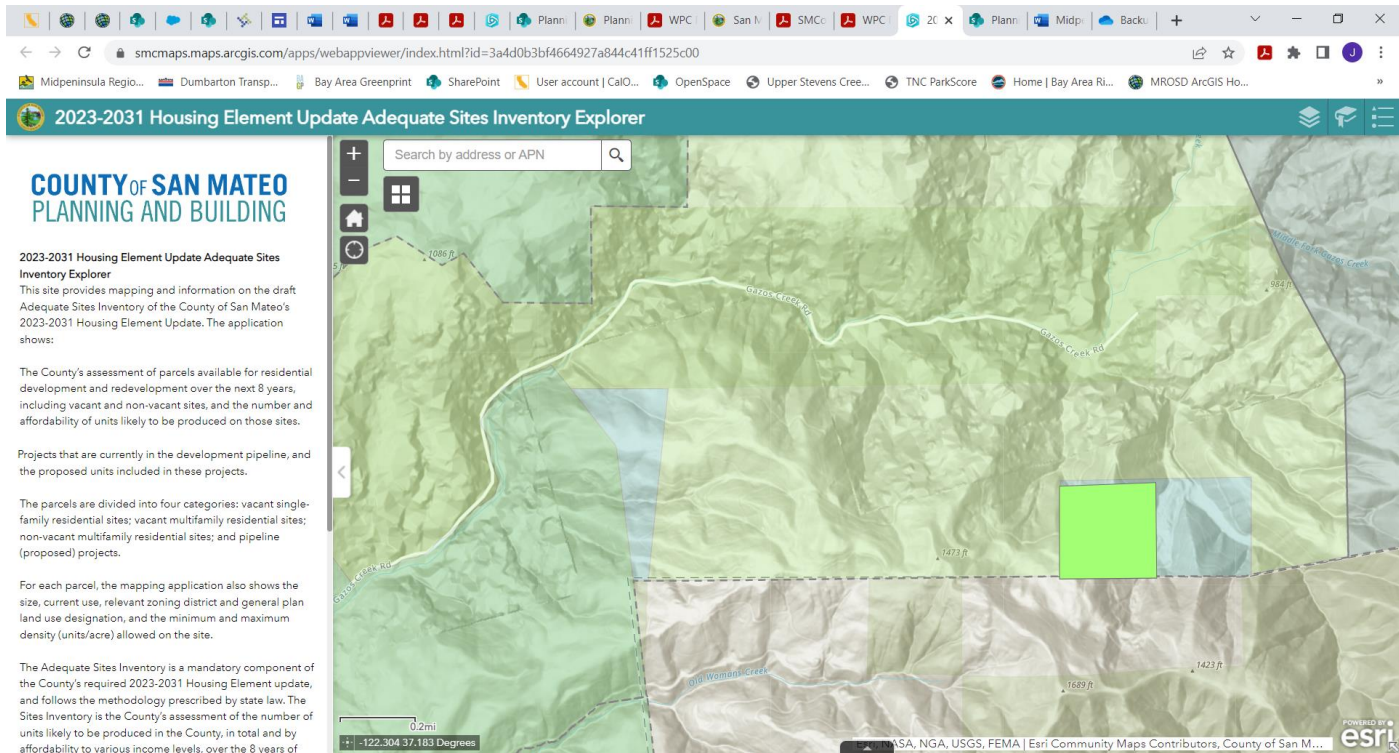 Planni
Planni
WPC
San M
SMCo
WPC
20
Plann
Midpe
Backu
smcmaps.maps.arcgis.com/apps/webappviewer/index.html?id=3a4d0b3bf4664927a844c41ff1525c00
J
Midpeninsula Regio... Dumbarton Transp... Bay Area Greenprint SharePoint User account | CalO... OpenSpace Upper Stevens Cree... TNC ParkScore Home | Bay Area Ri... MROSD ArcGIS Ho... »
2023-2031 Housing Element Update Adequate Sites Inventory Explorer
COUNTY OF SAN MATEO
PLANNING AND BUILDING
2023-2031 Housing Element Update Adequate Sites
Inventory Explorer
This site provides mapping and information on the draft
Adequate Sites Inventory of the County of San Mateo's
2023-2031 Housing Element Update. The application
shows:
The County's assessment of parcels available for residential
development and redevelopment over the next 8 years,
including vacant and non-vacant sites, and the number and
affordability of units likely to be produced on those sites.
Projects that are currently in the development pipeline, and
the proposed units included in these projects.
The parcels are divided into four categories: vacant single-
family residential sites; vacant multifamily residential sites;
non-vacant multifamily residential sites; and pipeline
(proposed) projects.
For each parcel, the mapping application also shows the
size, current use, relevant zoning district and general plan
land use designation, and the minimum and maximum
density (units/acre) allowed on the site.
The Adequate Sites Inventory is a mandatory component of
the County's required 2023-2031 Housing Element update,
and follows the methodology prescribed by state law. The
Sites Inventory is the County's assessment of the number of
units likely to be produced in the County, in total and by
affordability to various income levels, over the 8 years of
Search by address or APN
1086 ft
Gazos Creek Rd
Gazos Creek Rd
Middle Fork Gazos Creek
984 ft
1473 ft
Gazos Creek Rd
Old Womans Creek
1423 ft
1689 ft
0.2mi
-122.304 37.183 Degrees
Esri, NASA, NGA, USGS, FEMA | Esri Community Maps Contributors, County of San M...
POWERED BY
esri